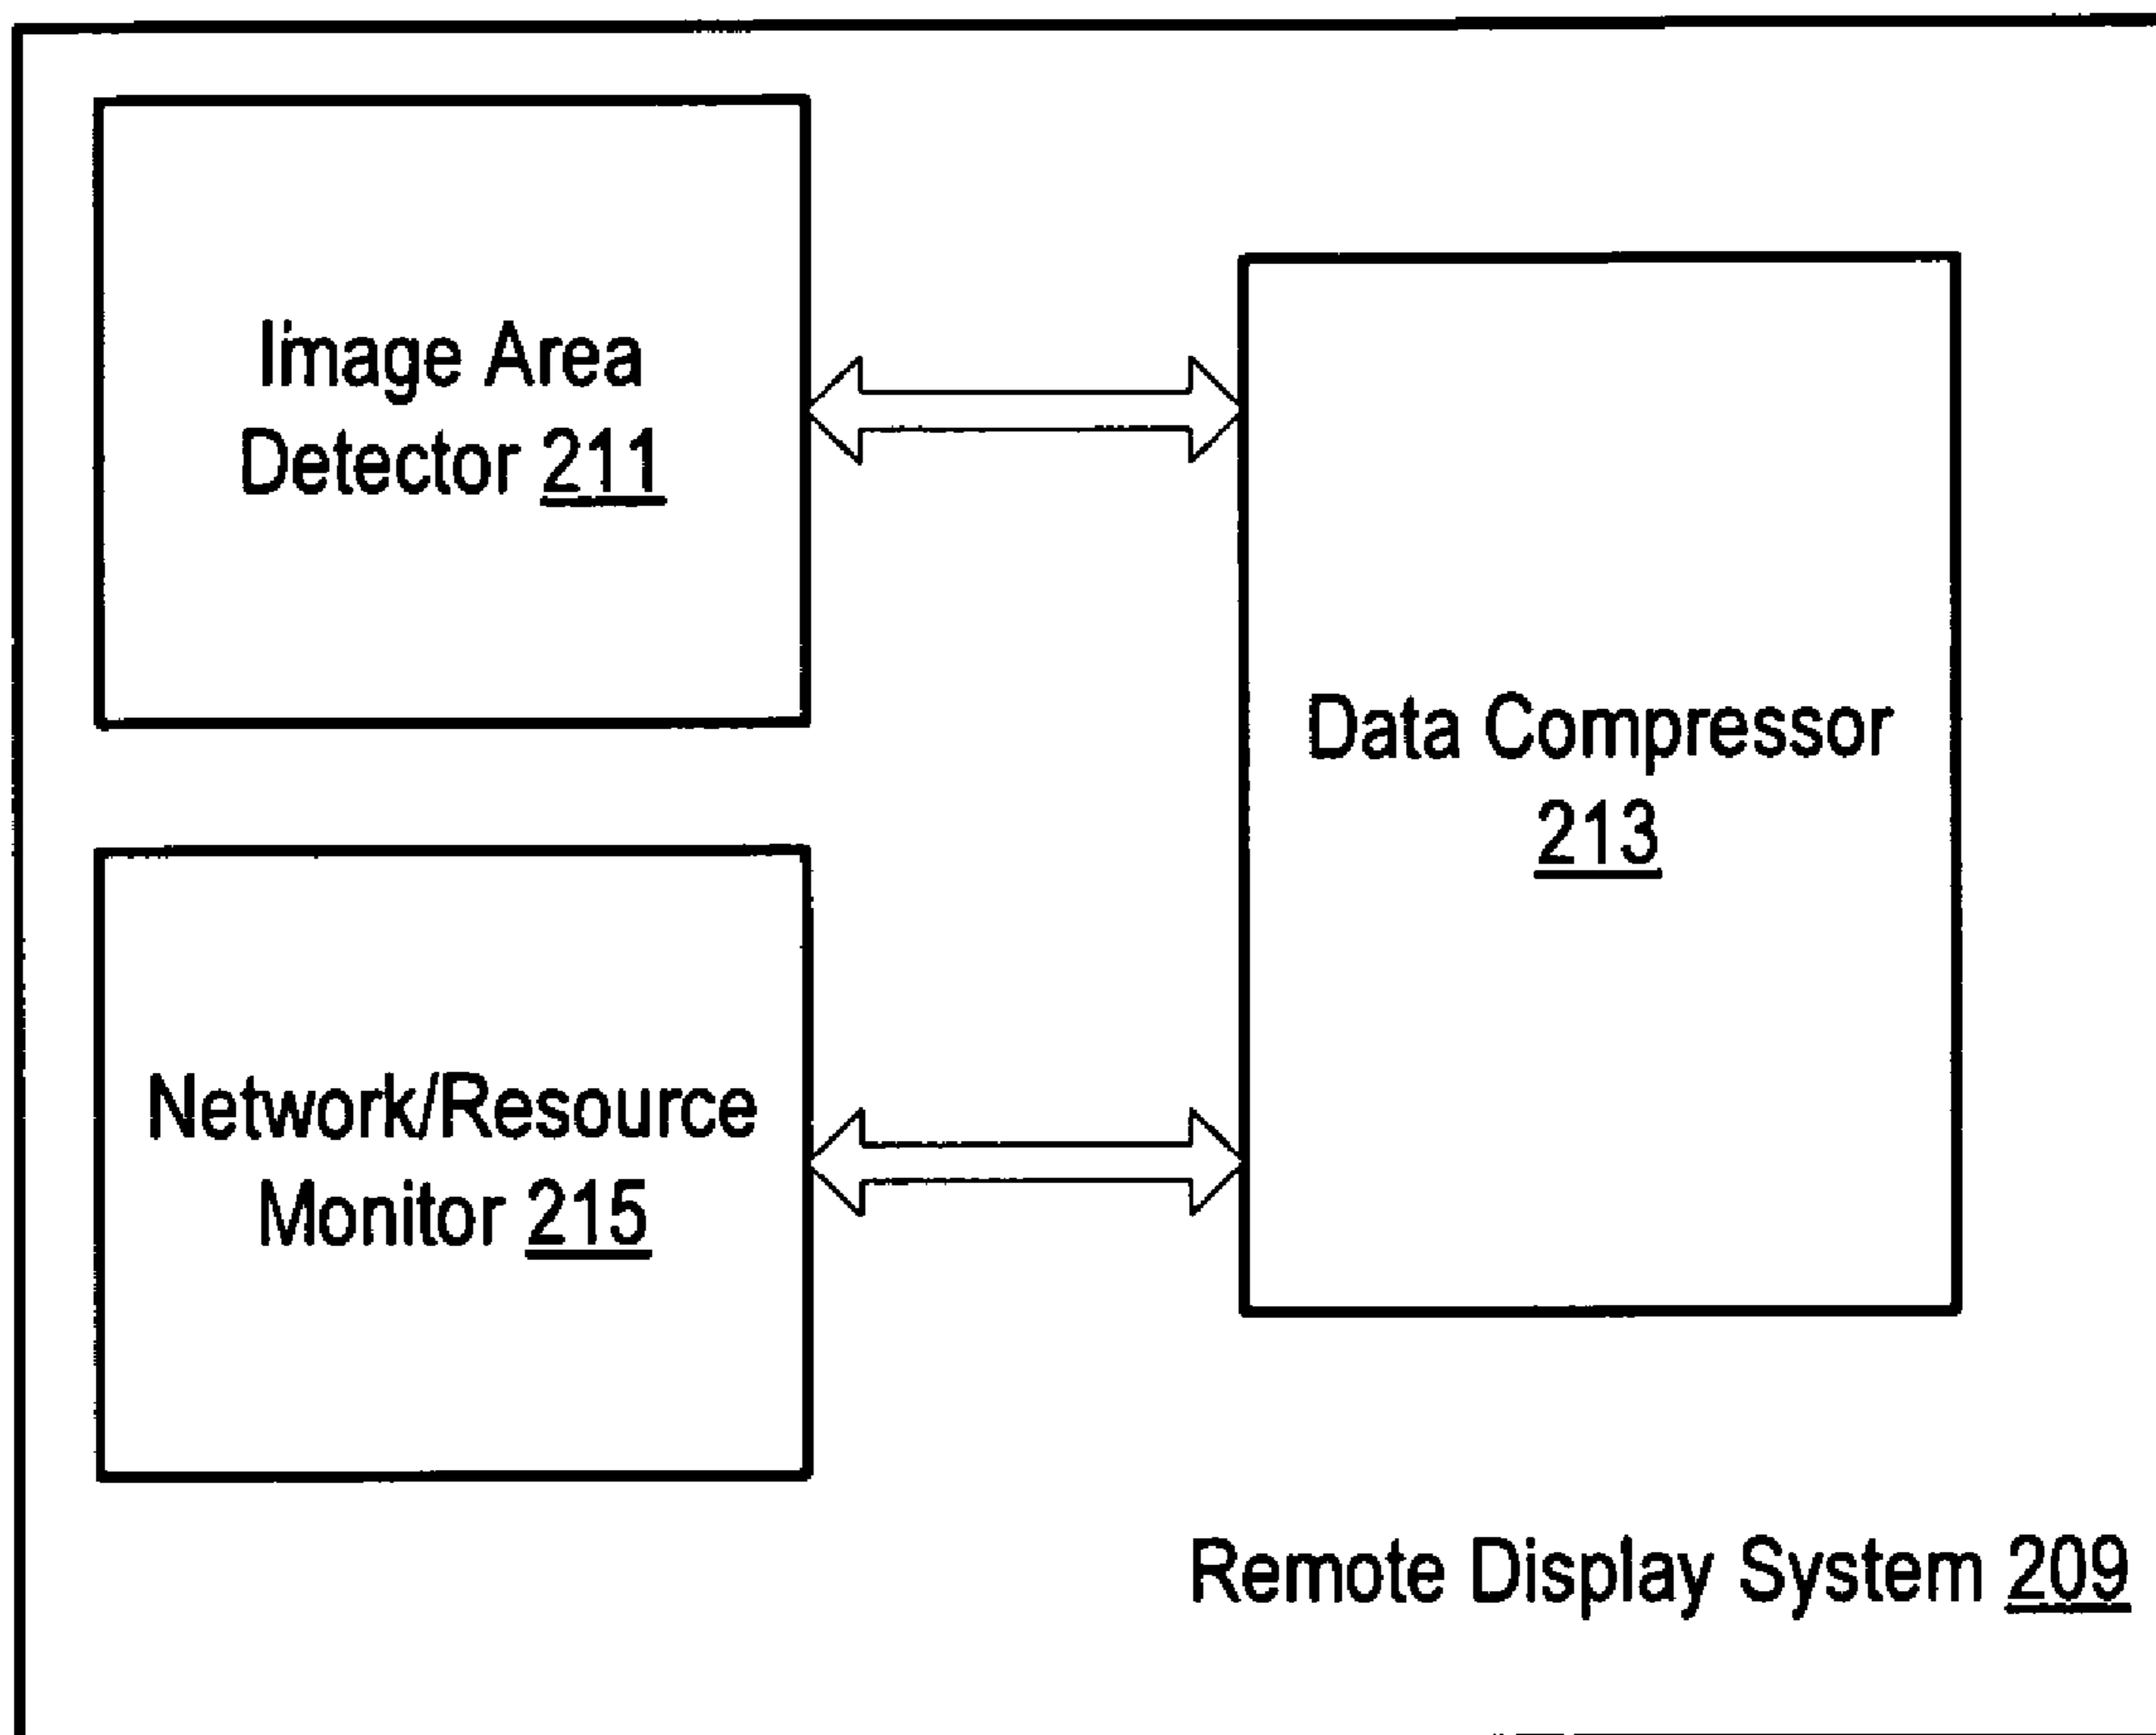 Image Area
Detector 211
Data Compressor
213
Network/Resource
Monitor 215
Remote Display System 209